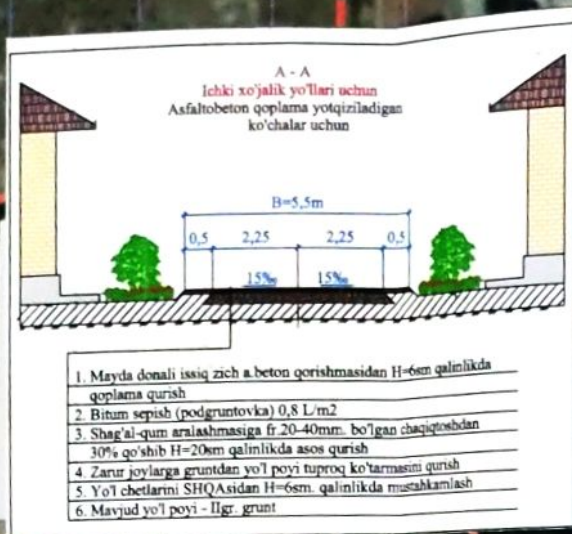 A - A
Ichki xo'jalik yo'llari uchun
Asfaltobeton qoplama yotqiziladigan
ko'chalar uchun
B=5,5m
0,5 2,25 2,25 0,5
15‰ 15‰
1. Mayda donali issiq zich a.beton qorishmasidan H=6sm qalinlikda
qoplama qurish
2. Bitum sepish (podgruntovka) 0,8 L/m2
3. Shag'al-qum aralashmasiga fr.20-40mm. bo'lgan chaqiqtoshdan
30% qo'shib H=20sm qalinlikda asos qurish
4. Zarur joylarga gruntdan yo'l poyi tuproq ko'tarmasini qurish
5. Yo'l chetlarini SHQAsidan H=6sm. qalinlikda mustahkamlash
6. Mavjud yo'l poyi - IIgr. grunt